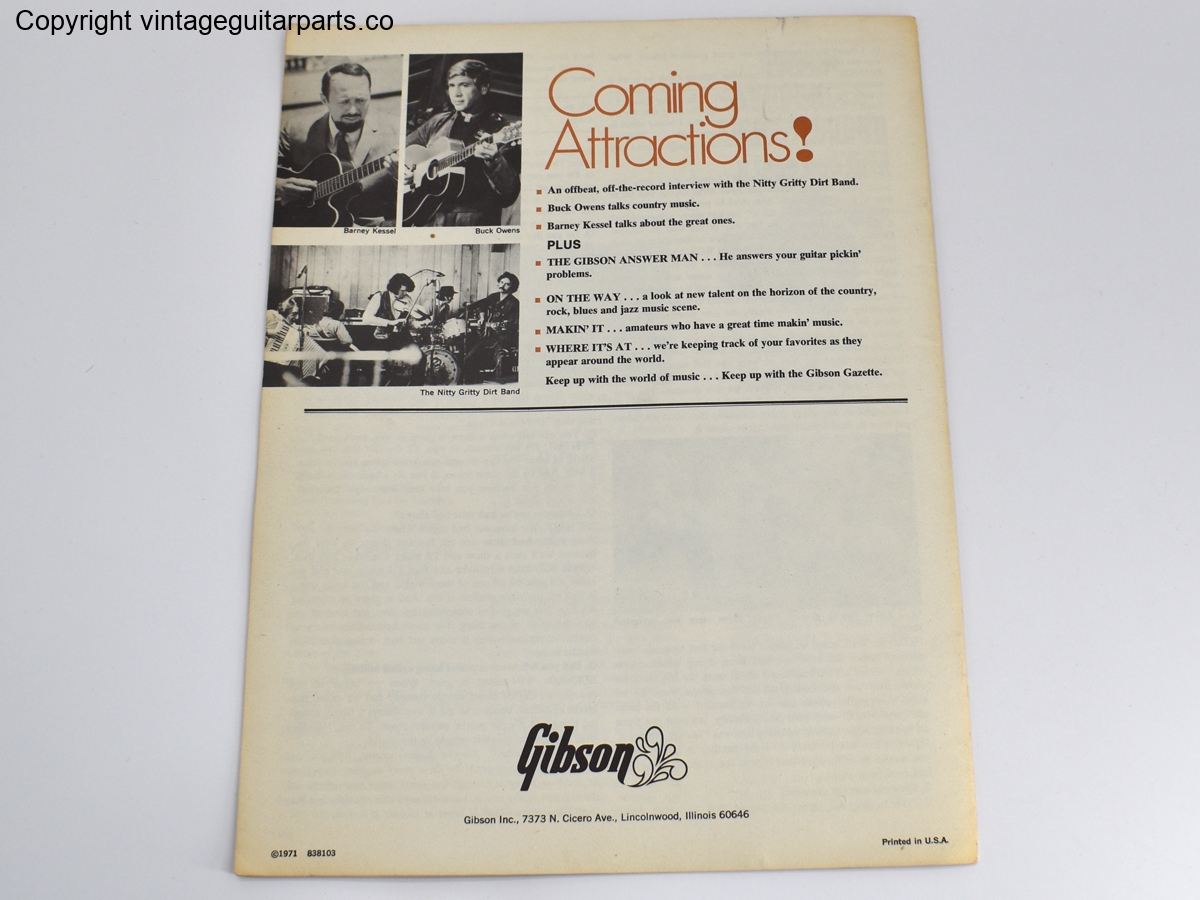 Copyright vintageguitarparts.co
Coming
Attractions!
Barney Kessel
Buck Owens
The Nitty Gritty Dirt Band
An offbeat, off-the-record interview with the Nitty Gritty Dirt Band.
Buck Owens talks country music.
Barney Kessel talks about the great ones.
PLUS
THE GIBSON ANSWER MAN . . . He answers your guitar pickin'
problems.
ON THE WAY . . . a look at new talent on the horizon of the country,
rock, blues and jazz music scene.
MAKIN' IT . . . amateurs who have a great time makin' music.
WHERE IT'S AT . . . we're keeping track of your favorites as they
appear around the world.
Keep up with the world of music . . . Keep up with the Gibson Gazette.
Gibson
Gibson Inc., 7373 N. Cicero Ave., Lincolnwood, Illinois 60646
©1971 838103
Printed in U.S.A.